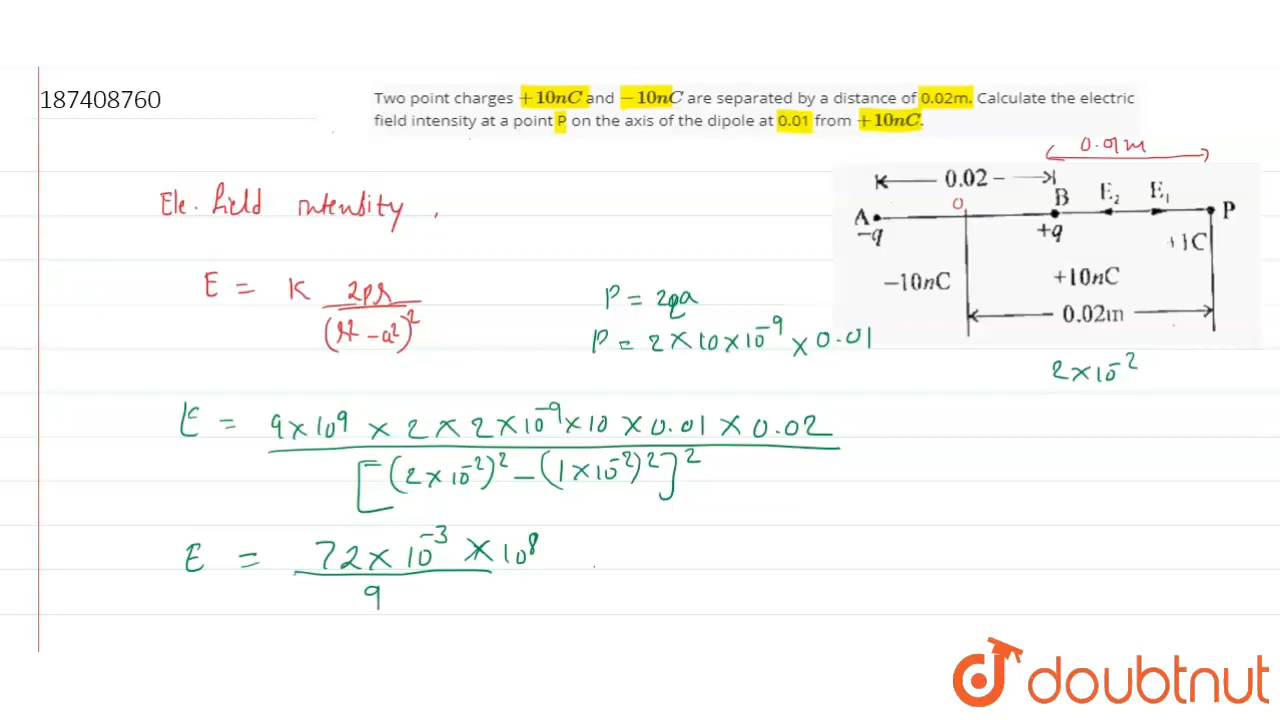 187408760
Two point charges +10nC and −10nC are separated by a distance of 0.02m. Calculate the electric
field intensity at a point P on the axis of the dipole at 0.01 from +10nC.
0.01m
0.02
O
B E₂ E₁
A P
−q +q +1C
−10nC +10nC
0.02m
2×10⁻²
Ele. field intensity.
E = K 2pr / (r² − a²)²
P = 2qa
P = 2×10×10⁻⁹ × 0.01
E = 9×10⁹ × 2 × 2×10⁻⁹×10 × 0.01 × 0.02 / [(2×10⁻²)² − (1×10⁻²)²]²
E = 72×10⁻³ × 10⁸ / 9
doubtnut